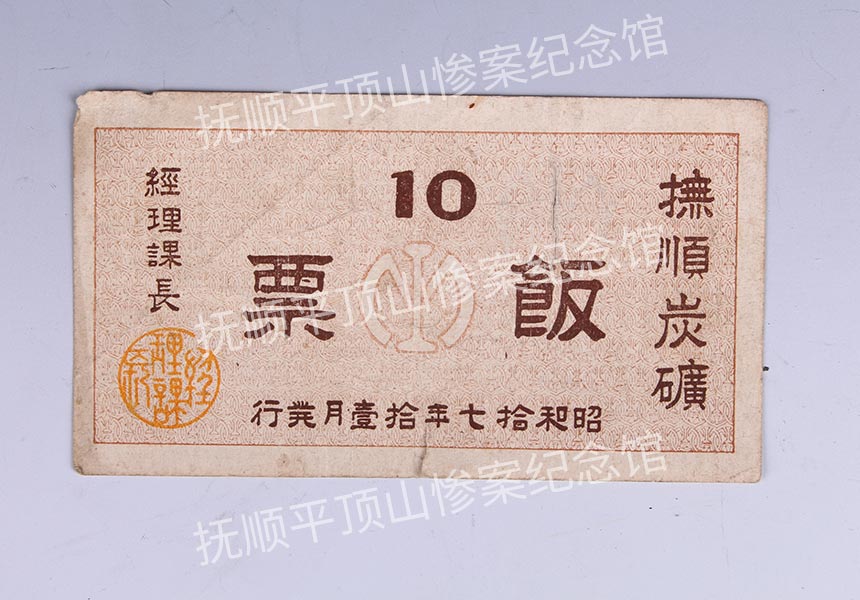 撫順炭礦
10
飯票
昭和拾七年拾壹月発行
經理課長
抚顺平顶山惨案纪念馆
抚顺平顶山惨案纪念馆
抚顺平顶山惨案纪念馆